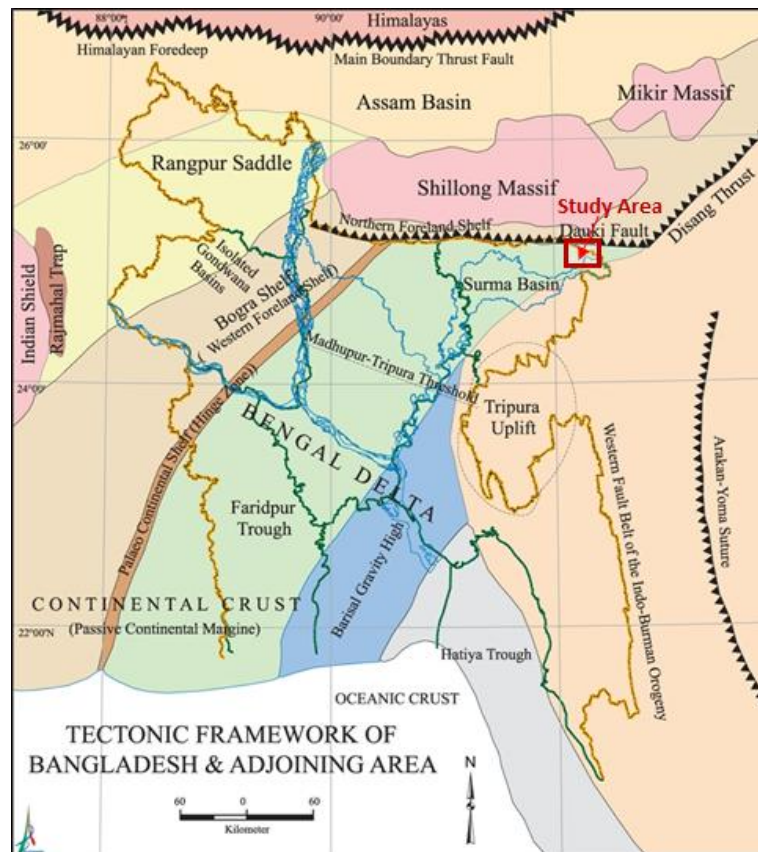 88°00'
90°00'
Himalayas
Himalayan Foredeep
Main Boundary Thrust Fault
Assam Basin
Mikir Massif
26°00'
Rangpur Saddle
Shillong Massif
Study Area
Disang Thrust
Northern Foreland Shelf
Dauki Fault
Isolated
Gondwana
Basins
Surma Basin
Bogra Shelf
( Western Foreland Shelf)
Indian Shield
Rajmahal Trap
Madhupur-Tripura Threshold
24°00'
Palaeo Continental Shelf (Hinge Zone))
Tripura
Uplift
BENGAL DELTA
Western Fault Belt of the Indo-Burman Orogeny
Arakan-Yoma Suture
Faridpur
Trough
Barisal Gravity High
CONTINENTAL CRUST
(Passive Continental Margine)
22°00'N
Hatiya Trough
OCEANIC CRUST
TECTONIC FRAMEWORK OF
BANGLADESH & ADJOINING AREA
N
60 0 60
Kilometer